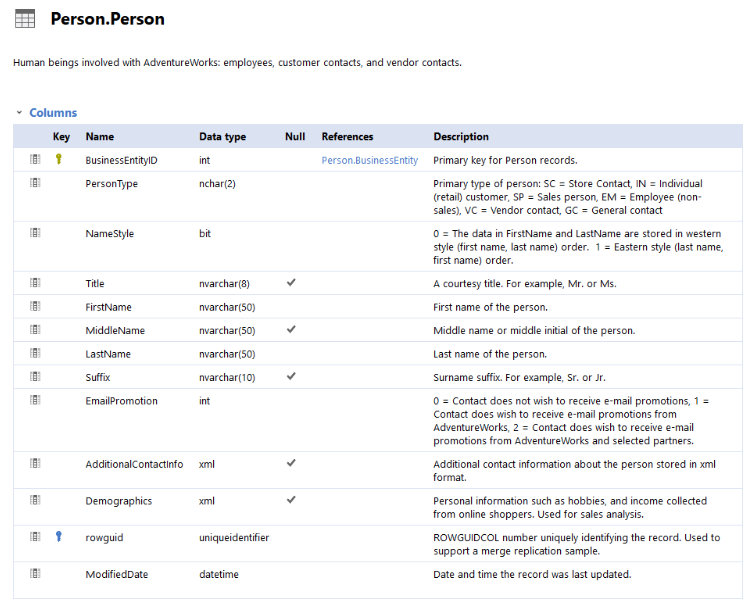 Person.Person
Human beings involved with AdventureWorks: employees, customer contacts, and vendor contacts.
Columns
Key Name Data type Null References Description
BusinessEntityID int Person.BusinessEntity Primary key for Person records.
PersonType nchar(2) Primary type of person: SC = Store Contact, IN = Individual
(retail) customer, SP = Sales person, EM = Employee (non-
sales), VC = Vendor contact, GC = General contact
NameStyle bit 0 = The data in FirstName and LastName are stored in western
style (first name, last name) order.  1 = Eastern style (last name,
first name) order.
Title nvarchar(8) ✓ A courtesy title. For example, Mr. or Ms.
FirstName nvarchar(50) First name of the person.
MiddleName nvarchar(50) ✓ Middle name or middle initial of the person.
LastName nvarchar(50) Last name of the person.
Suffix nvarchar(10) ✓ Surname suffix. For example, Sr. or Jr.
EmailPromotion int 0 = Contact does not wish to receive e-mail promotions, 1 =
Contact does wish to receive e-mail promotions from
AdventureWorks, 2 = Contact does wish to receive e-mail
promotions from AdventureWorks and selected partners.
AdditionalContactInfo xml ✓ Additional contact information about the person stored in xml
format.
Demographics xml ✓ Personal information such as hobbies, and income collected
from online shoppers. Used for sales analysis.
rowguid uniqueidentifier ROWGUIDCOL number uniquely identifying the record. Used to
support a merge replication sample.
ModifiedDate datetime Date and time the record was last updated.